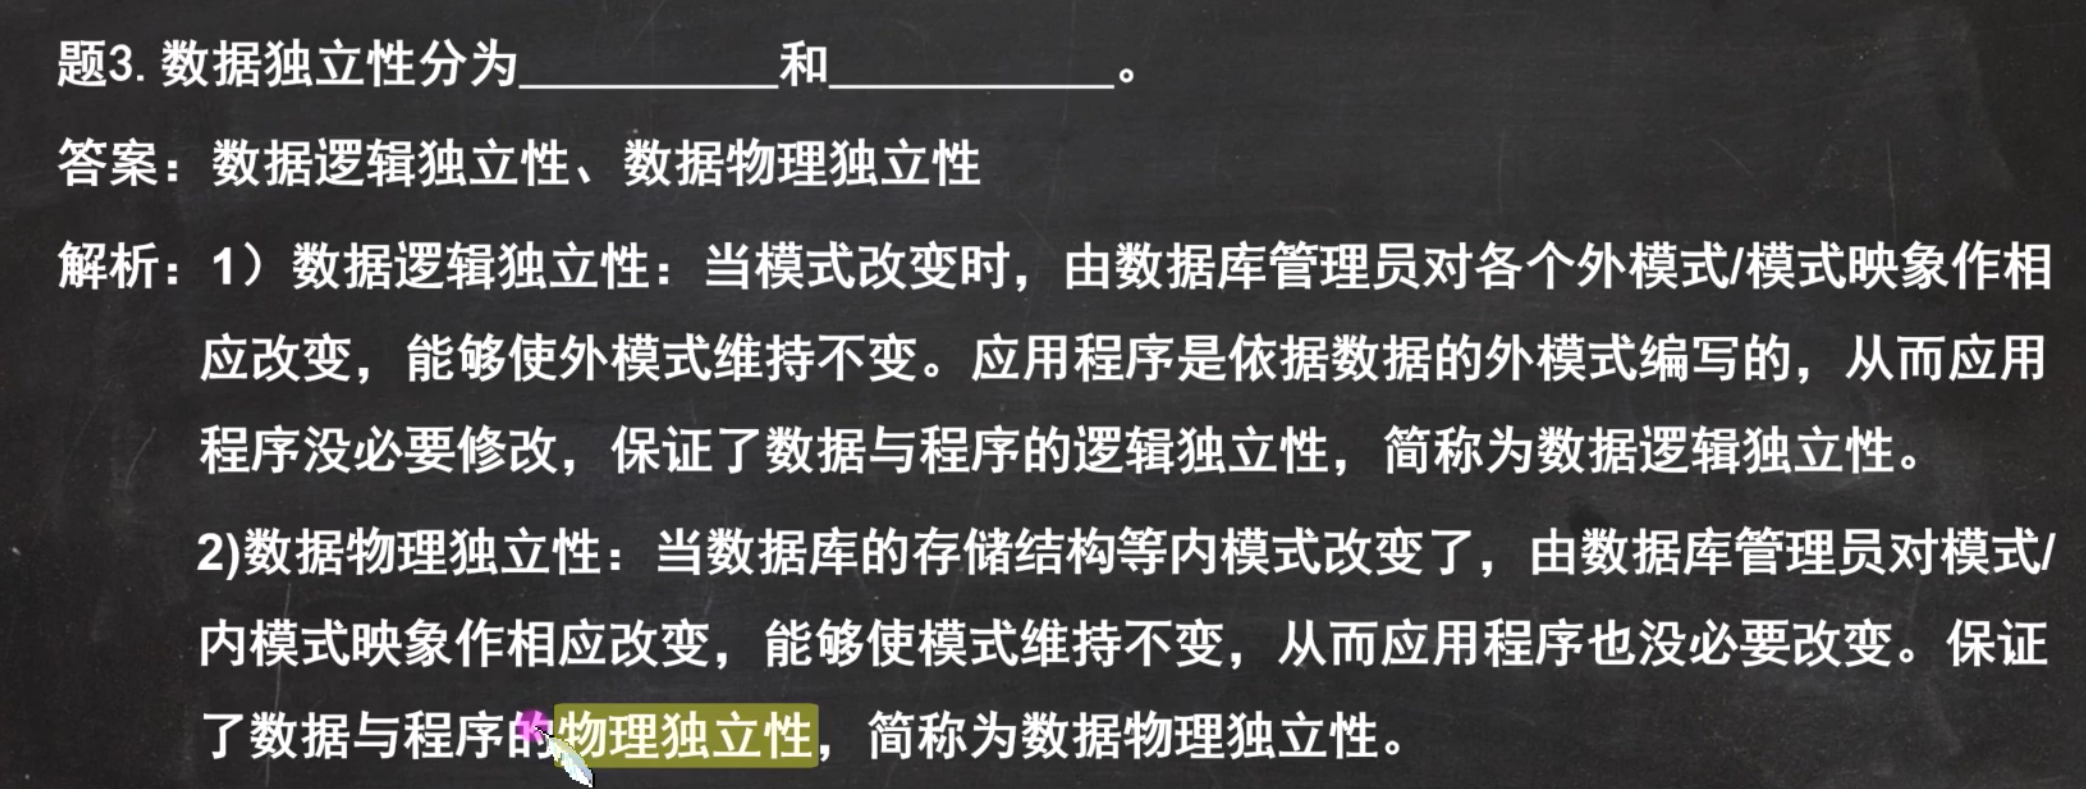 题3. 数据独立性分为__________和___________。
答案：数据逻辑独立性、数据物理独立性
解析：1）数据逻辑独立性：当模式改变时，由数据库管理员对各个外模式/模式映象作相
应改变，能够使外模式维持不变。应用程序是依据数据的外模式编写的，从而应用
程序没必要修改，保证了数据与程序的逻辑独立性，简称为数据逻辑独立性。
2)数据物理独立性：当数据库的存储结构等内模式改变了，由数据库管理员对模式/
内模式映象作相应改变，能够使模式维持不变，从而应用程序也没必要改变。保证
了数据与程序的物理独立性，简称为数据物理独立性。